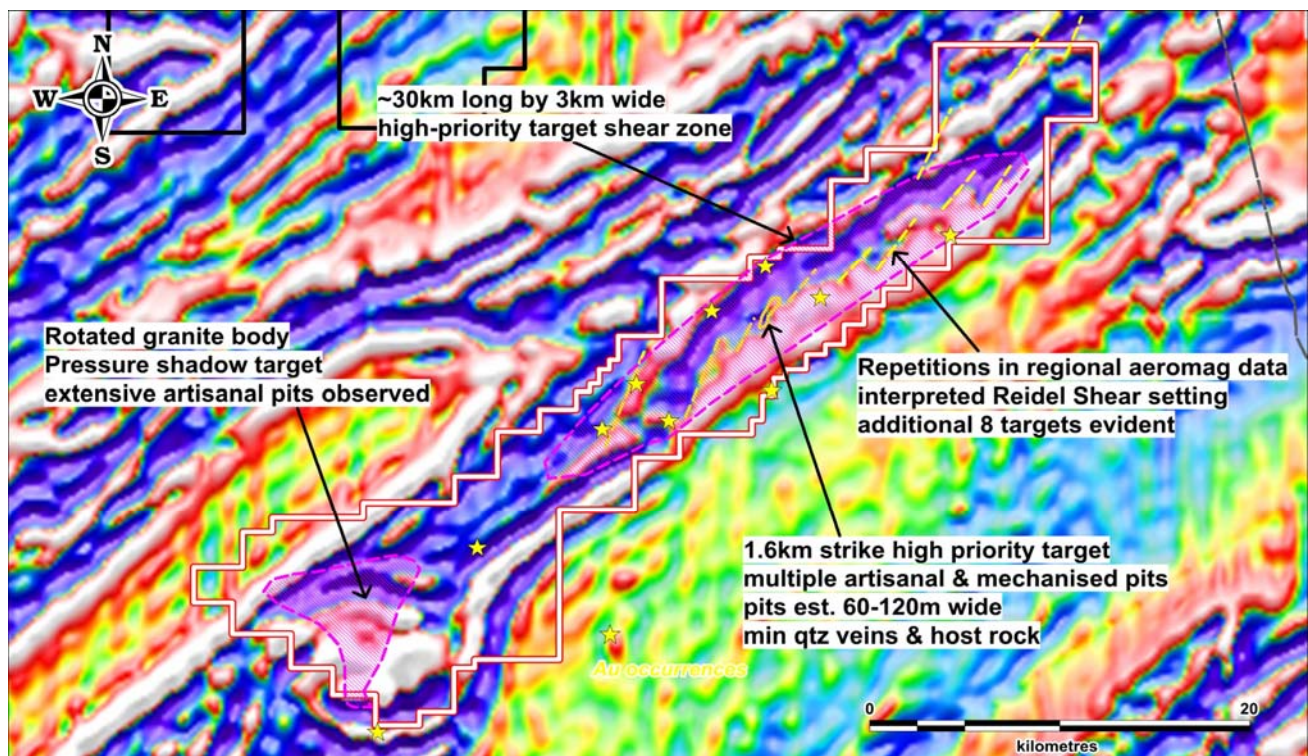 N
W
E
S
~30km long by 3km wide
high-priority target shear zone
Rotated granite body
Pressure shadow target
extensive artisanal pits observed
Repetitions in regional aeromag data
interpreted Reidel Shear setting
additional 8 targets evident
1.6km strike high priority target
multiple artisanal & mechanised pits
pits est. 60-120m wide
min qtz veins & host rock
Au occurrences
0
20
kilometres